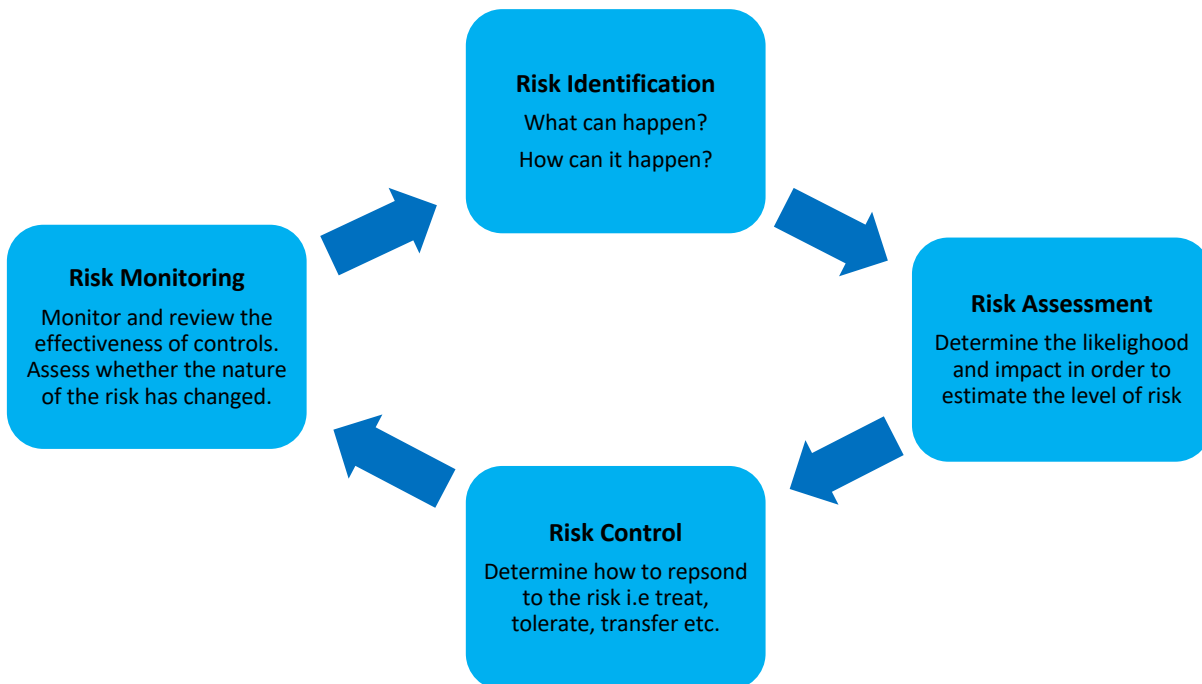 Risk Identification
What can happen?
How can it happen?
Risk Assessment
Determine the likelighood
and impact in order to
estimate the level of risk
Risk Control
Determine how to repsond
to the risk i.e treat,
tolerate, transfer etc.
Risk Monitoring
Monitor and review the
effectiveness of controls.
Assess whether the nature
of the risk has changed.